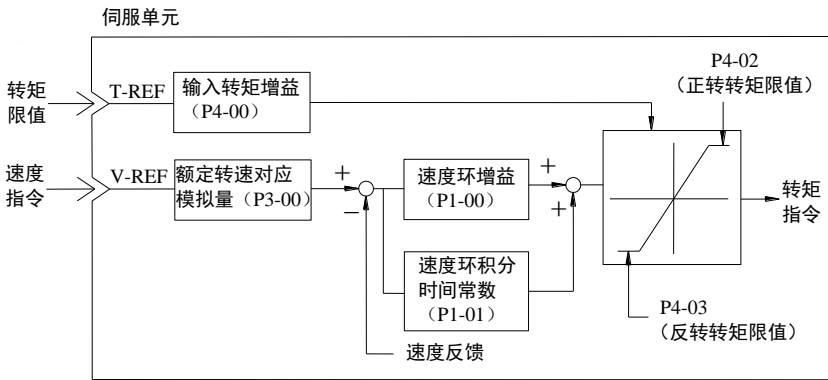 伺服单元
P4-02
（正转转矩限值）
转矩
限值
T-REF
输入转矩增益
（P4-00）
速度
指令
V-REF
额定转速对应
模拟量（P3-00）
+
−
速度环增益
（P1-00）
+
+
转矩
指令
速度环积分
时间常数
（P1-01）
速度反馈
P4-03
（反转转矩限值）